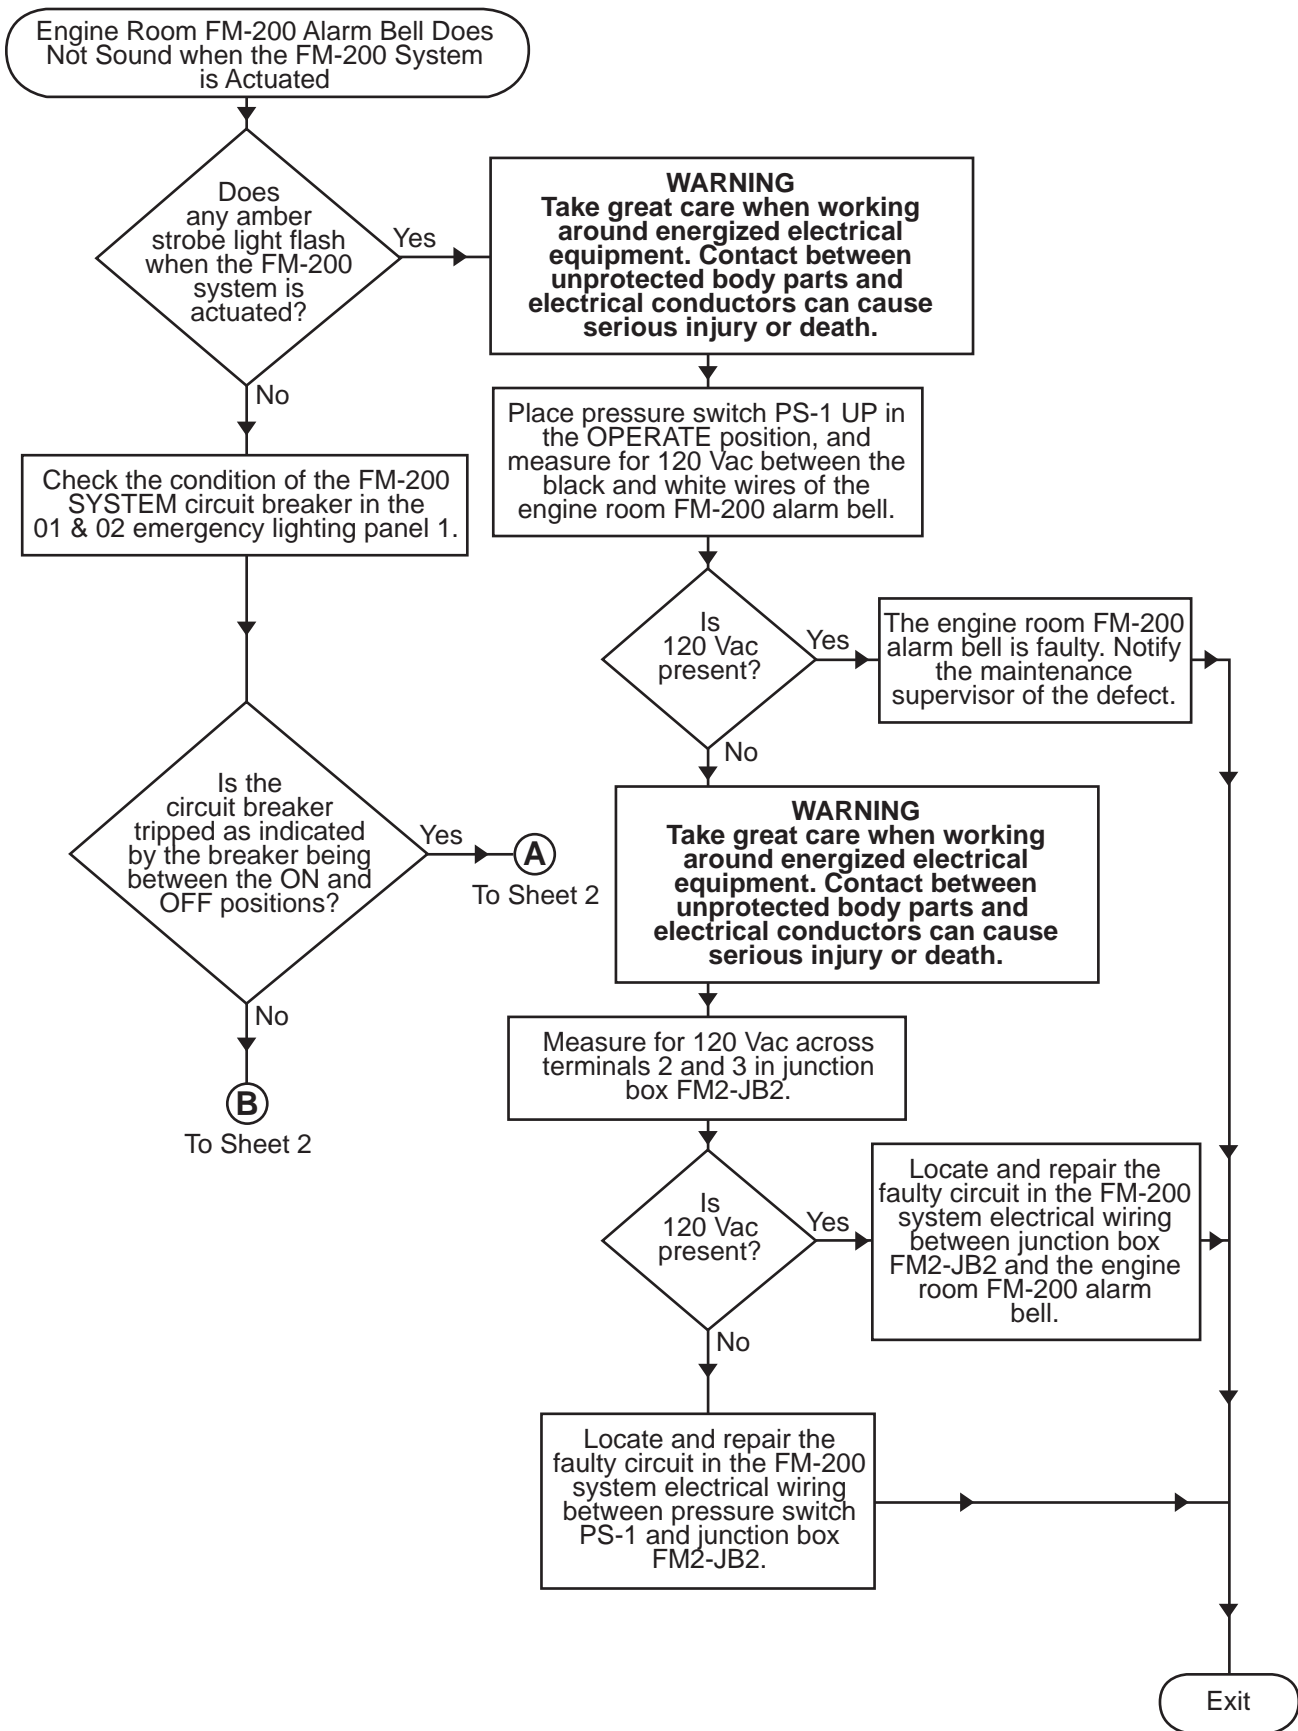 Engine Room FM-200 Alarm Bell Does
Not Sound when the FM-200 System
is Actuated
Does
any amber
strobe light flash
when the FM-200
system is
actuated?
Yes
No
WARNING
Take great care when working
around energized electrical
equipment. Contact between
unprotected body parts and
electrical conductors can cause
serious injury or death.
Place pressure switch PS-1 UP in
the OPERATE position, and
measure for 120 Vac between the
black and white wires of the
engine room FM-200 alarm bell.
Check the condition of the FM-200
SYSTEM circuit breaker in the
01 & 02 emergency lighting panel 1.
Is
120 Vac
present?
Yes
The engine room FM-200
alarm bell is faulty. Notify
the maintenance
supervisor of the defect.
No
Is the
circuit breaker
tripped as indicated
by the breaker being
between the ON and
OFF positions?
Yes
A
To Sheet 2
No
B
To Sheet 2
WARNING
Take great care when working
around energized electrical
equipment. Contact between
unprotected body parts and
electrical conductors can cause
serious injury or death.
Measure for 120 Vac across
terminals 2 and 3 in junction
box FM2-JB2.
Is
120 Vac
present?
Yes
Locate and repair the
faulty circuit in the FM-200
system electrical wiring
between junction box
FM2-JB2 and the engine
room FM-200 alarm
bell.
No
Locate and repair the
faulty circuit in the FM-200
system electrical wiring
between pressure switch
PS-1 and junction box
FM2-JB2.
Exit